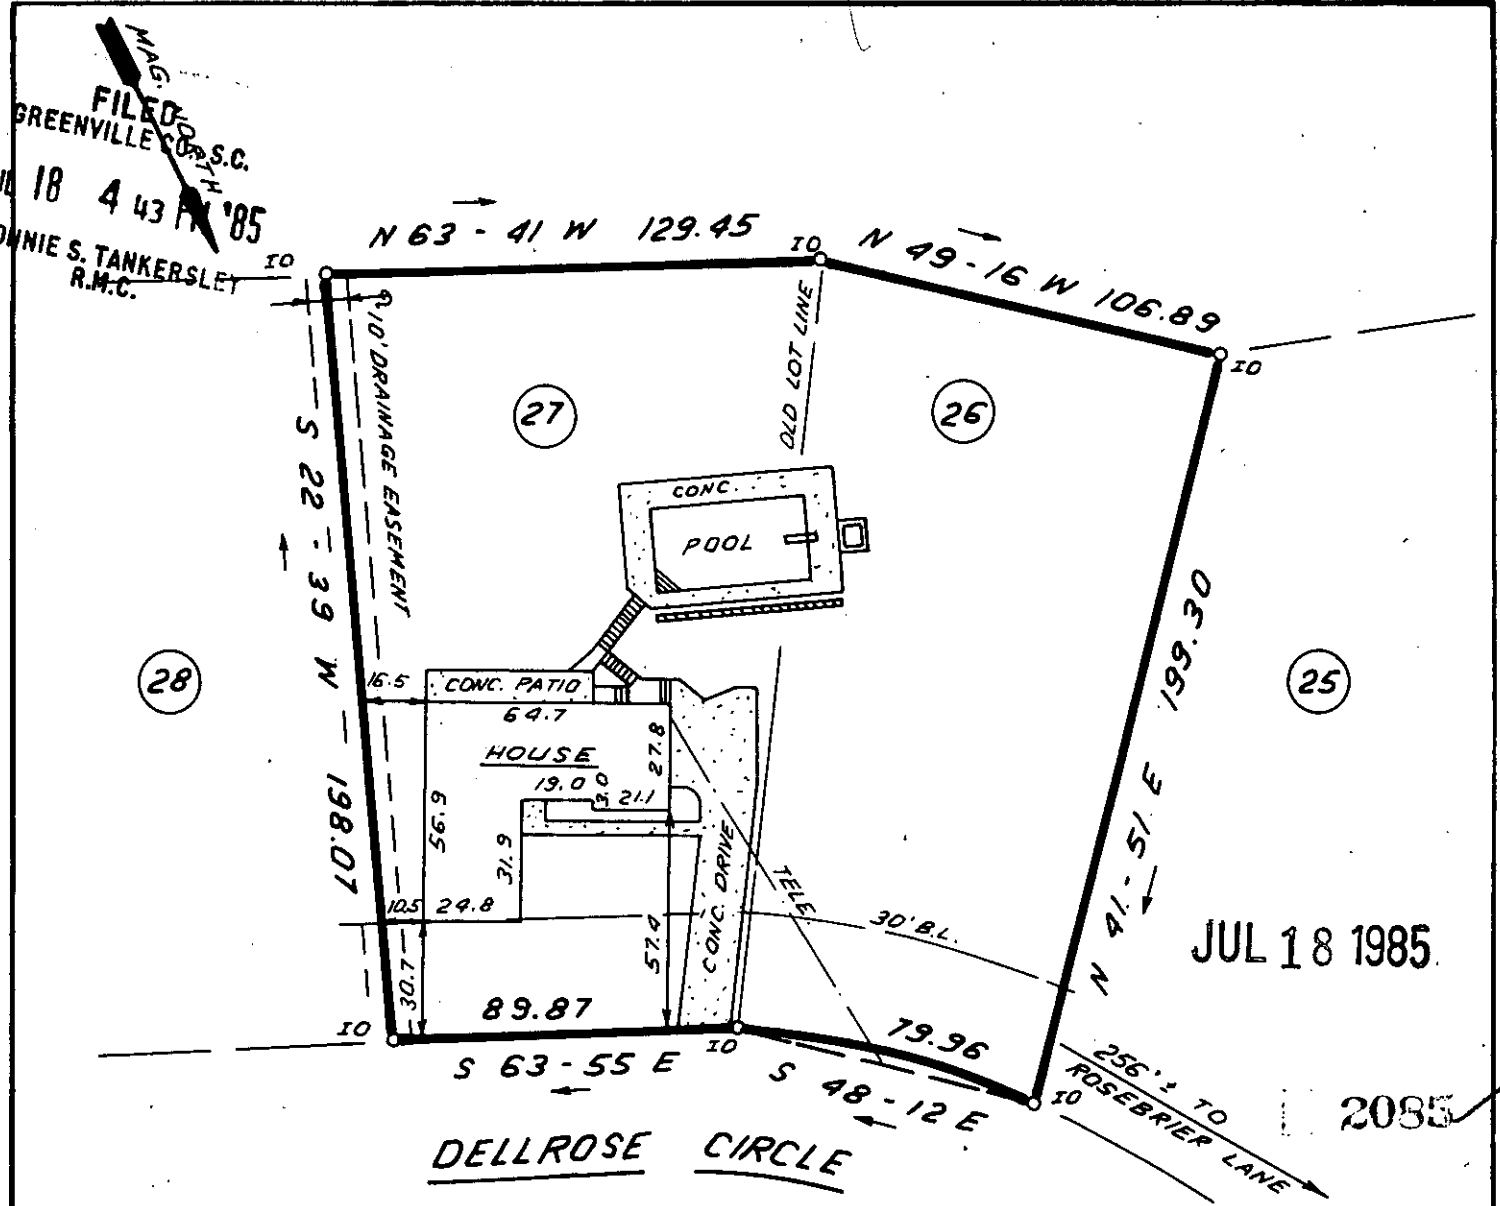 MAG. NORTH
FILED
GREENVILLE CO. S.C.
18 4 43 PM '85
NNIE S. TANKERSLEY
R.M.C.
N 63 - 41 W 129.45
N 49 - 16 W 106.89
IO
IO
IO
10' DRAINAGE EASEMENT
OLD LOT LINE
27
26
S 22 - 39 W 198.07
CONC.
POOL
N 41 - 51 E 199.30
28
25
16.5
CONC. PATIO
64.7
HOUSE
27.8
19.0
3.0
21.1
56.9
31.9
CONC. DRIVE
TELE.
10.5
24.8
30' B.L.
57.4
30.7
JUL 18 1985
89.87
79.96
IO
IO
IO
S 63 - 55 E
S 48 - 12 E
256' ± TO
ROSEBRIER LANE
2085
DELLROSE CIRCLE